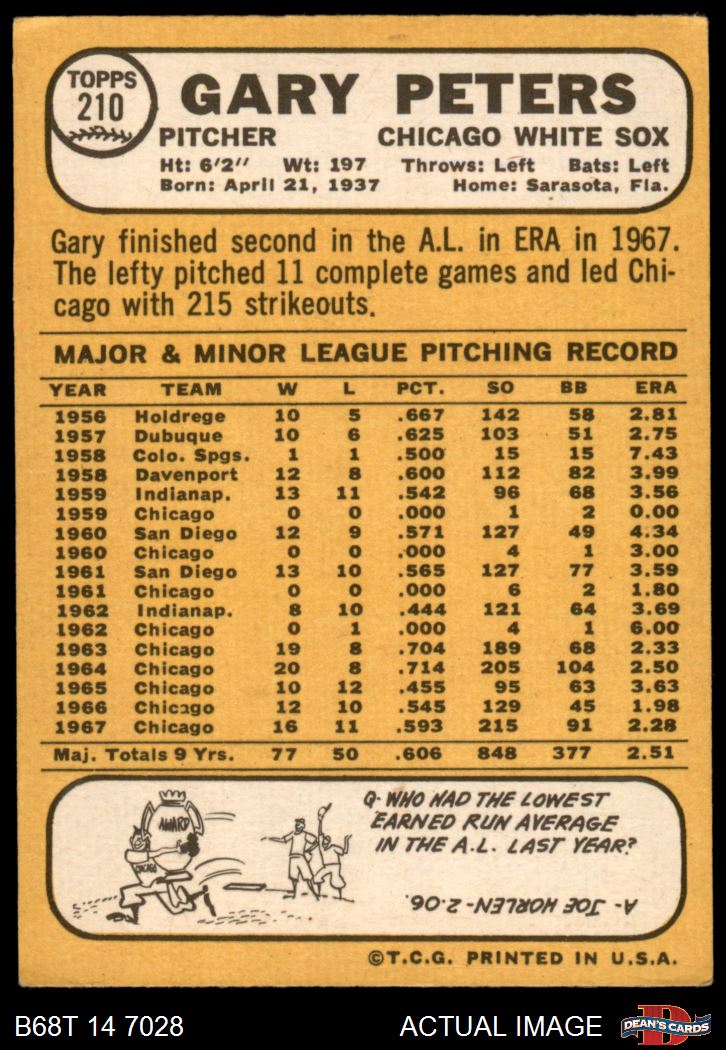 TOPPS
210
GARY PETERS
PITCHER CHICAGO WHITE SOX
Ht: 6'2" Wt: 197 Throws: Left Bats: Left
Born: April 21, 1937 Home: Sarasota, Fla.
Gary finished second in the A.L. in ERA in 1967.
The lefty pitched 11 complete games and led Chi-
cago with 215 strikeouts.
MAJOR & MINOR LEAGUE PITCHING RECORD
YEAR TEAM W L PCT. SO BB ERA
1956 Holdrege 10 5 .667 142 58 2.81
1957 Dubuque 10 6 .625 103 51 2.75
1958 Colo. Spgs. 1 1 .500 15 15 7.43
1958 Davenport 12 8 .600 112 82 3.99
1959 Indianap. 13 11 .542 96 68 3.56
1959 Chicago 0 0 .000 1 2 0.00
1960 San Diego 12 9 .571 127 49 4.34
1960 Chicago 0 0 .000 4 1 3.00
1961 San Diego 13 10 .565 127 77 3.59
1961 Chicago 0 0 .000 6 2 1.80
1962 Indianap. 8 10 .444 121 64 3.69
1962 Chicago 0 1 .000 4 1 6.00
1963 Chicago 19 8 .704 189 68 2.33
1964 Chicago 20 8 .714 205 104 2.50
1965 Chicago 10 12 .455 95 63 3.63
1966 Chicago 12 10 .545 129 45 1.98
1967 Chicago 16 11 .593 215 91 2.28
Maj. Totals 9 Yrs. 77 50 .606 848 377 2.51
AWARD
CHICAGO
Q- WHO HAD THE LOWEST
EARNED RUN AVERAGE
IN THE A.L. LAST YEAR?
A- JOE HORLEN-2.06.
©T.C.G. PRINTED IN U.S.A.
B68T 14 7028 ACTUAL IMAGE
D
DEAN'S CARDS